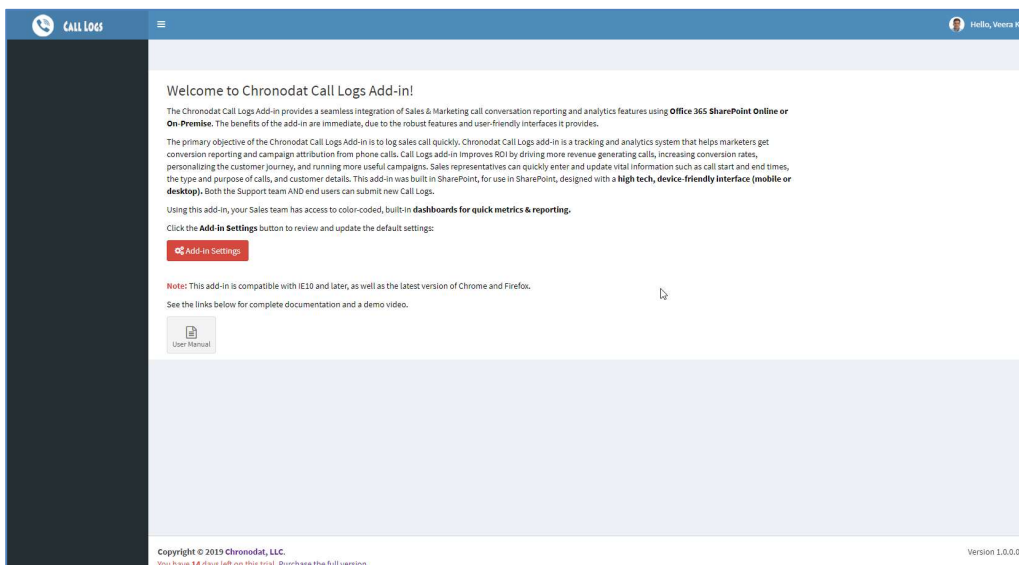 CALL LOGS
Hello, Veera K
Welcome to Chronodat Call Logs Add-in!
The Chronodat Call Logs Add-in provides a seamless integration of Sales & Marketing call conversation reporting and analytics features using Office 365 SharePoint Online or
On-Premise. The benefits of the add-in are immediate, due to the robust features and user-friendly interfaces it provides.
The primary objective of the Chronodat Call Logs Add-in is to log sales call quickly. Chronodat Call Logs add-in is a tracking and analytics system that helps marketers get
conversion reporting and campaign attribution from phone calls. Call Logs add-in improves ROI by driving more revenue generating calls, increasing conversion rates,
personalizing the customer journey, and running more useful campaigns. Sales representatives can quickly enter and update vital information such as call start and end times,
the type and purpose of calls, and customer details. This add-in was built in SharePoint, for use in SharePoint, designed with a high tech, device-friendly interface (mobile or
desktop). Both the Support team AND end users can submit new Call Logs.
Using this add-in, your Sales team has access to color-coded, built-in dashboards for quick metrics & reporting.
Click the Add-in Settings button to review and update the default settings:
Add-in Settings
Note: This add-in is compatible with IE10 and later, as well as the latest version of Chrome and Firefox.
See the links below for complete documentation and a demo video.
User Manual
Copyright © 2019 Chronodat, LLC.
Version 1.0.0.0
You have 14 days left on this trial. Purchase the full version